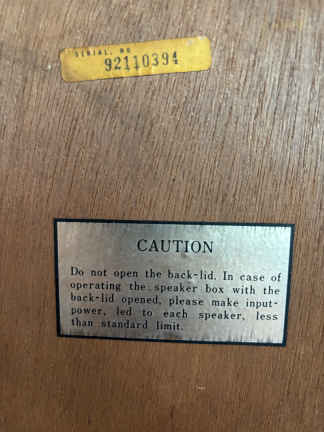 SERIAL. NO
92110394
CAUTION
Do not open the back-lid. In case of
operating the speaker box with the
back-lid opened, please make input-
power, led to each speaker, less
than standard limit.